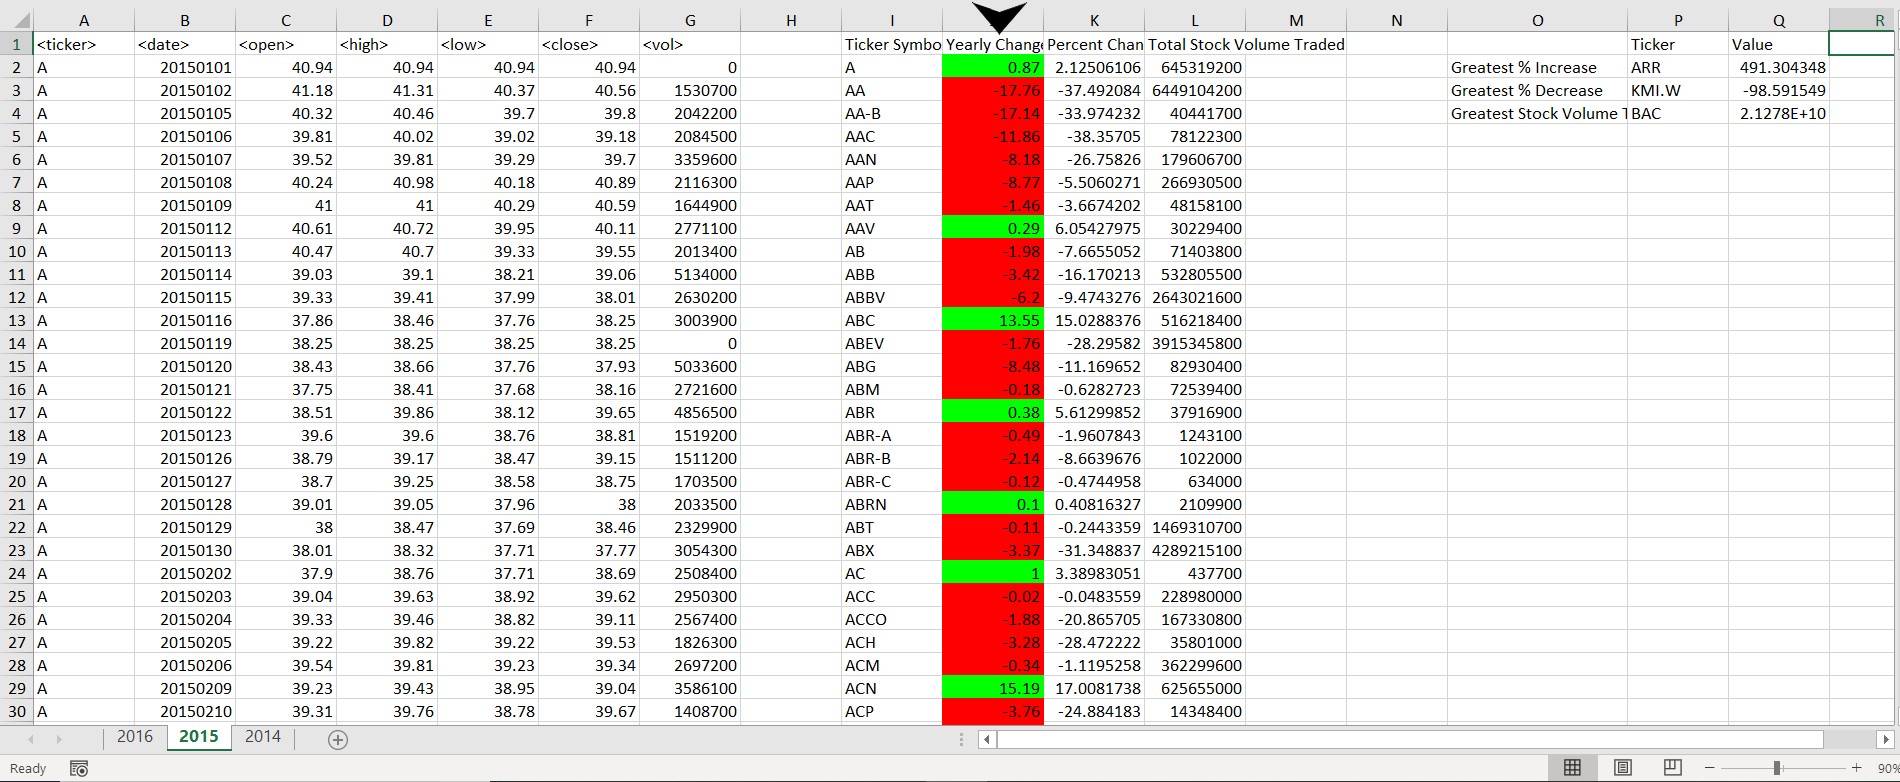 A B C D E F G H I K L M N O P Q R
1 <ticker> <date> <open> <high> <low> <close> <vol> Ticker Symbo Yearly Change Percent Chan Total Stock Volume Traded Ticker Value
2 A 20150101 40.94 40.94 40.94 40.94 0 A 0.87 2.12506106 645319200 Greatest % Increase ARR 491.304348
3 A 20150102 41.18 41.31 40.37 40.56 1530700 AA -17.76 -37.492084 6449104200 Greatest % Decrease KMI.W -98.591549
4 A 20150105 40.32 40.46 39.7 39.8 2042200 AA-B -17.14 -33.974232 40441700 Greatest Stock Volume T BAC 2.1278E+10
5 A 20150106 39.81 40.02 39.02 39.18 2084500 AAC -11.86 -38.35705 78122300
6 A 20150107 39.52 39.81 39.29 39.7 3359600 AAN -8.18 -26.75826 179606700
7 A 20150108 40.24 40.98 40.18 40.89 2116300 AAP -8.77 -5.5060271 266930500
8 A 20150109 41 41 40.29 40.59 1644900 AAT -1.46 -3.6674202 48158100
9 A 20150112 40.61 40.72 39.95 40.11 2771100 AAV 0.29 6.05427975 30229400
10 A 20150113 40.47 40.7 39.33 39.55 2013400 AB -1.98 -7.6655052 71403800
11 A 20150114 39.03 39.1 38.21 39.06 5134000 ABB -3.42 -16.170213 532805500
12 A 20150115 39.33 39.41 37.99 38.01 2630200 ABBV -6.2 -9.4743276 2643021600
13 A 20150116 37.86 38.46 37.76 38.25 3003900 ABC 13.55 15.0288376 516218400
14 A 20150119 38.25 38.25 38.25 38.25 0 ABEV -1.76 -28.29582 3915345800
15 A 20150120 38.43 38.66 37.76 37.93 5033600 ABG -8.48 -11.169652 82930400
16 A 20150121 37.75 38.41 37.68 38.16 2721600 ABM -0.18 -0.6282723 72539400
17 A 20150122 38.51 39.86 38.12 39.65 4856500 ABR 0.38 5.61299852 37916900
18 A 20150123 39.6 39.6 38.76 38.81 1519200 ABR-A -0.49 -1.9607843 1243100
19 A 20150126 38.79 39.17 38.47 39.15 1511200 ABR-B -2.14 -8.6639676 1022000
20 A 20150127 38.7 39.25 38.58 38.75 1703500 ABR-C -0.12 -0.4744958 634000
21 A 20150128 39.01 39.05 37.96 38 2033500 ABRN 0.1 0.40816327 2109900
22 A 20150129 38 38.47 37.69 38.46 2329900 ABT -0.11 -0.2443359 1469310700
23 A 20150130 38.01 38.32 37.71 37.77 3054300 ABX -3.37 -31.348837 4289215100
24 A 20150202 37.9 38.76 37.71 38.69 2508400 AC 1 3.38983051 437700
25 A 20150203 39.04 39.63 38.92 39.62 2950300 ACC -0.02 -0.0483559 228980000
26 A 20150204 39.33 39.46 38.82 39.11 2567400 ACCO -1.88 -20.865705 167330800
27 A 20150205 39.22 39.82 39.22 39.53 1826300 ACH -3.28 -28.472222 35801000
28 A 20150206 39.54 39.81 39.23 39.34 2697200 ACM -0.34 -1.1195258 362299600
29 A 20150209 39.23 39.43 38.95 39.04 3586100 ACN 15.19 17.0081738 625655000
30 A 20150210 39.31 39.76 38.78 39.67 1408700 ACP -3.76 -24.884183 14348400
2016 2015 2014
Ready 90%